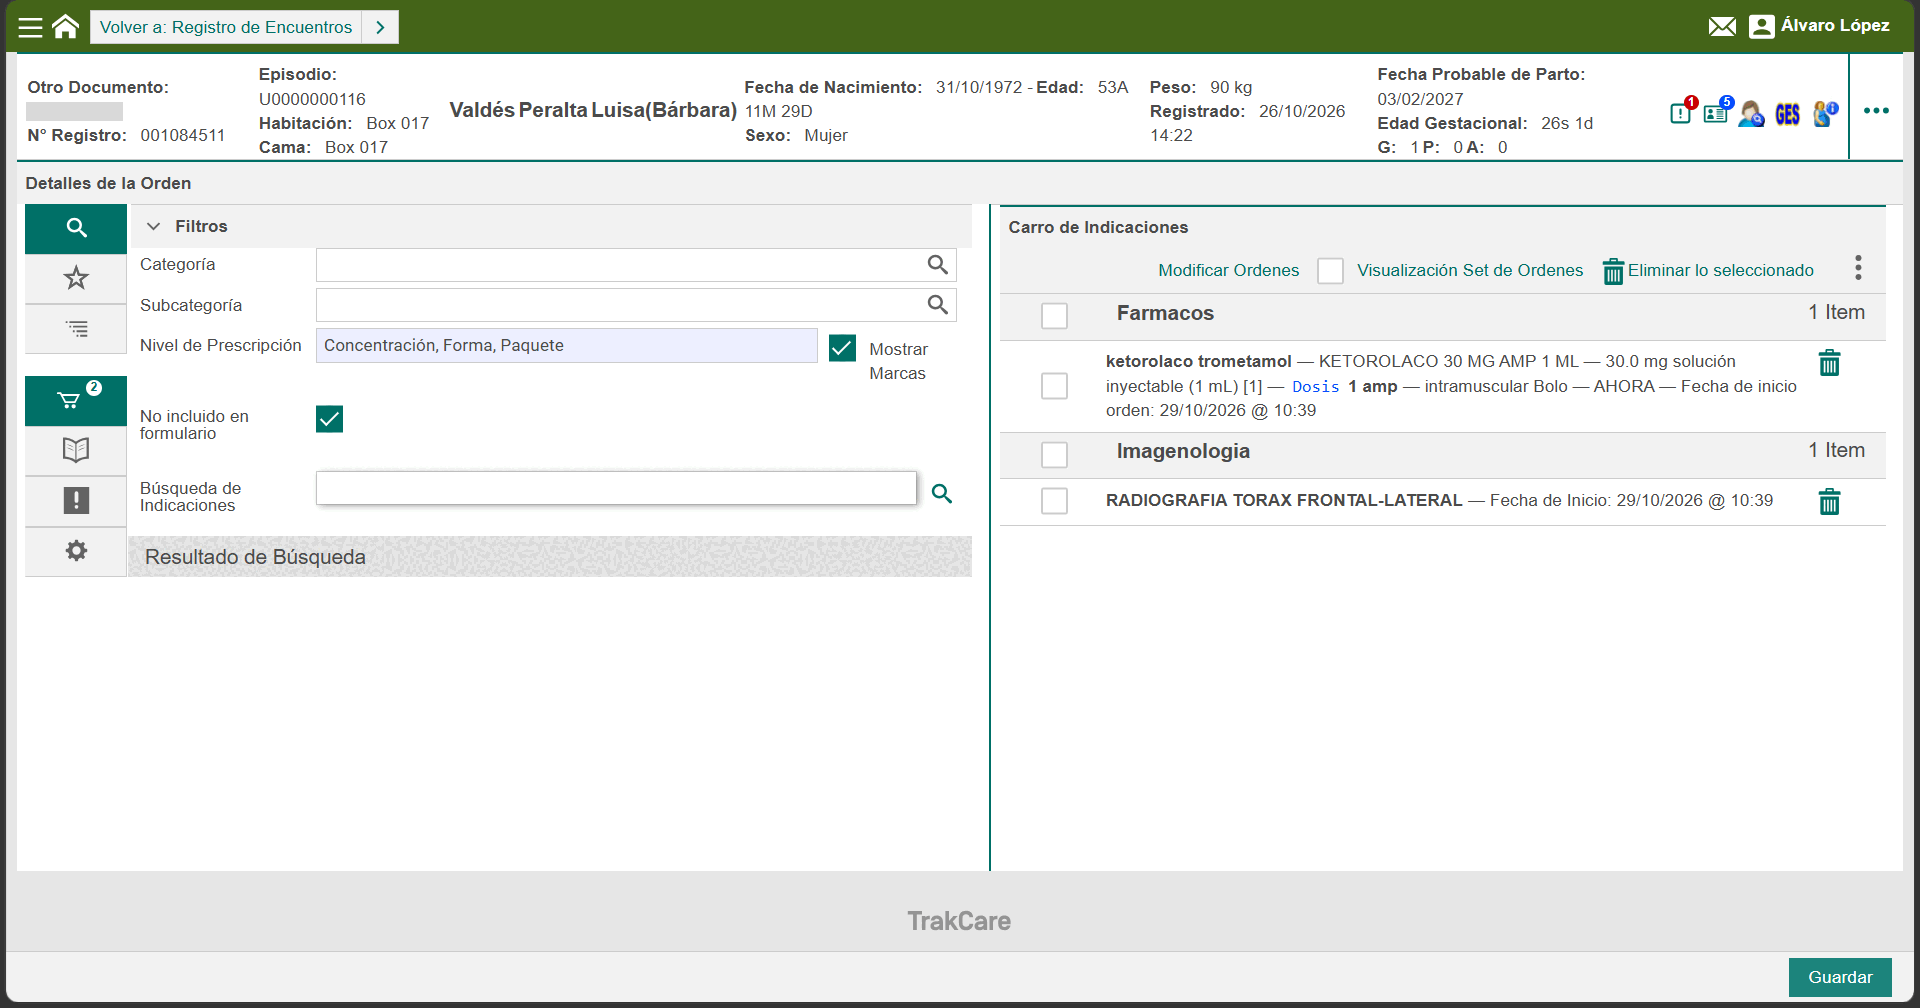 Volver a: Registro de Encuentros
Álvaro López
Otro Documento:
N° Registro: 001084511
Episodio:
U0000000116
Habitación: Box 017
Cama: Box 017
Valdés Peralta Luisa(Bárbara)
Fecha de Nacimiento: 31/10/1972 - Edad: 53A
11M 29D
Sexo: Mujer
Peso: 90 kg
Registrado: 26/10/2026
14:22
Fecha Probable de Parto:
03/02/2027
Edad Gestacional: 26s 1d
G: 1 P: 0 A: 0
1
5
GES
Detalles de la Orden
Filtros
Categoría
Subcategoría
Nivel de Prescripción Concentración, Forma, Paquete
Mostrar
Marcas
2
No incluido en
formulario
Búsqueda de
Indicaciones
Resultado de Búsqueda
Carro de Indicaciones
Modificar Ordenes Visualización Set de Ordenes Eliminar lo seleccionado
Farmacos 1 Item
ketorolaco trometamol — KETOROLACO 30 MG AMP 1 ML — 30.0 mg solución
inyectable (1 mL) [1] — Dosis 1 amp — intramuscular Bolo — AHORA — Fecha de inicio
orden: 29/10/2026 @ 10:39
Imagenologia 1 Item
RADIOGRAFIA TORAX FRONTAL-LATERAL — Fecha de Inicio: 29/10/2026 @ 10:39
TrakCare
Guardar